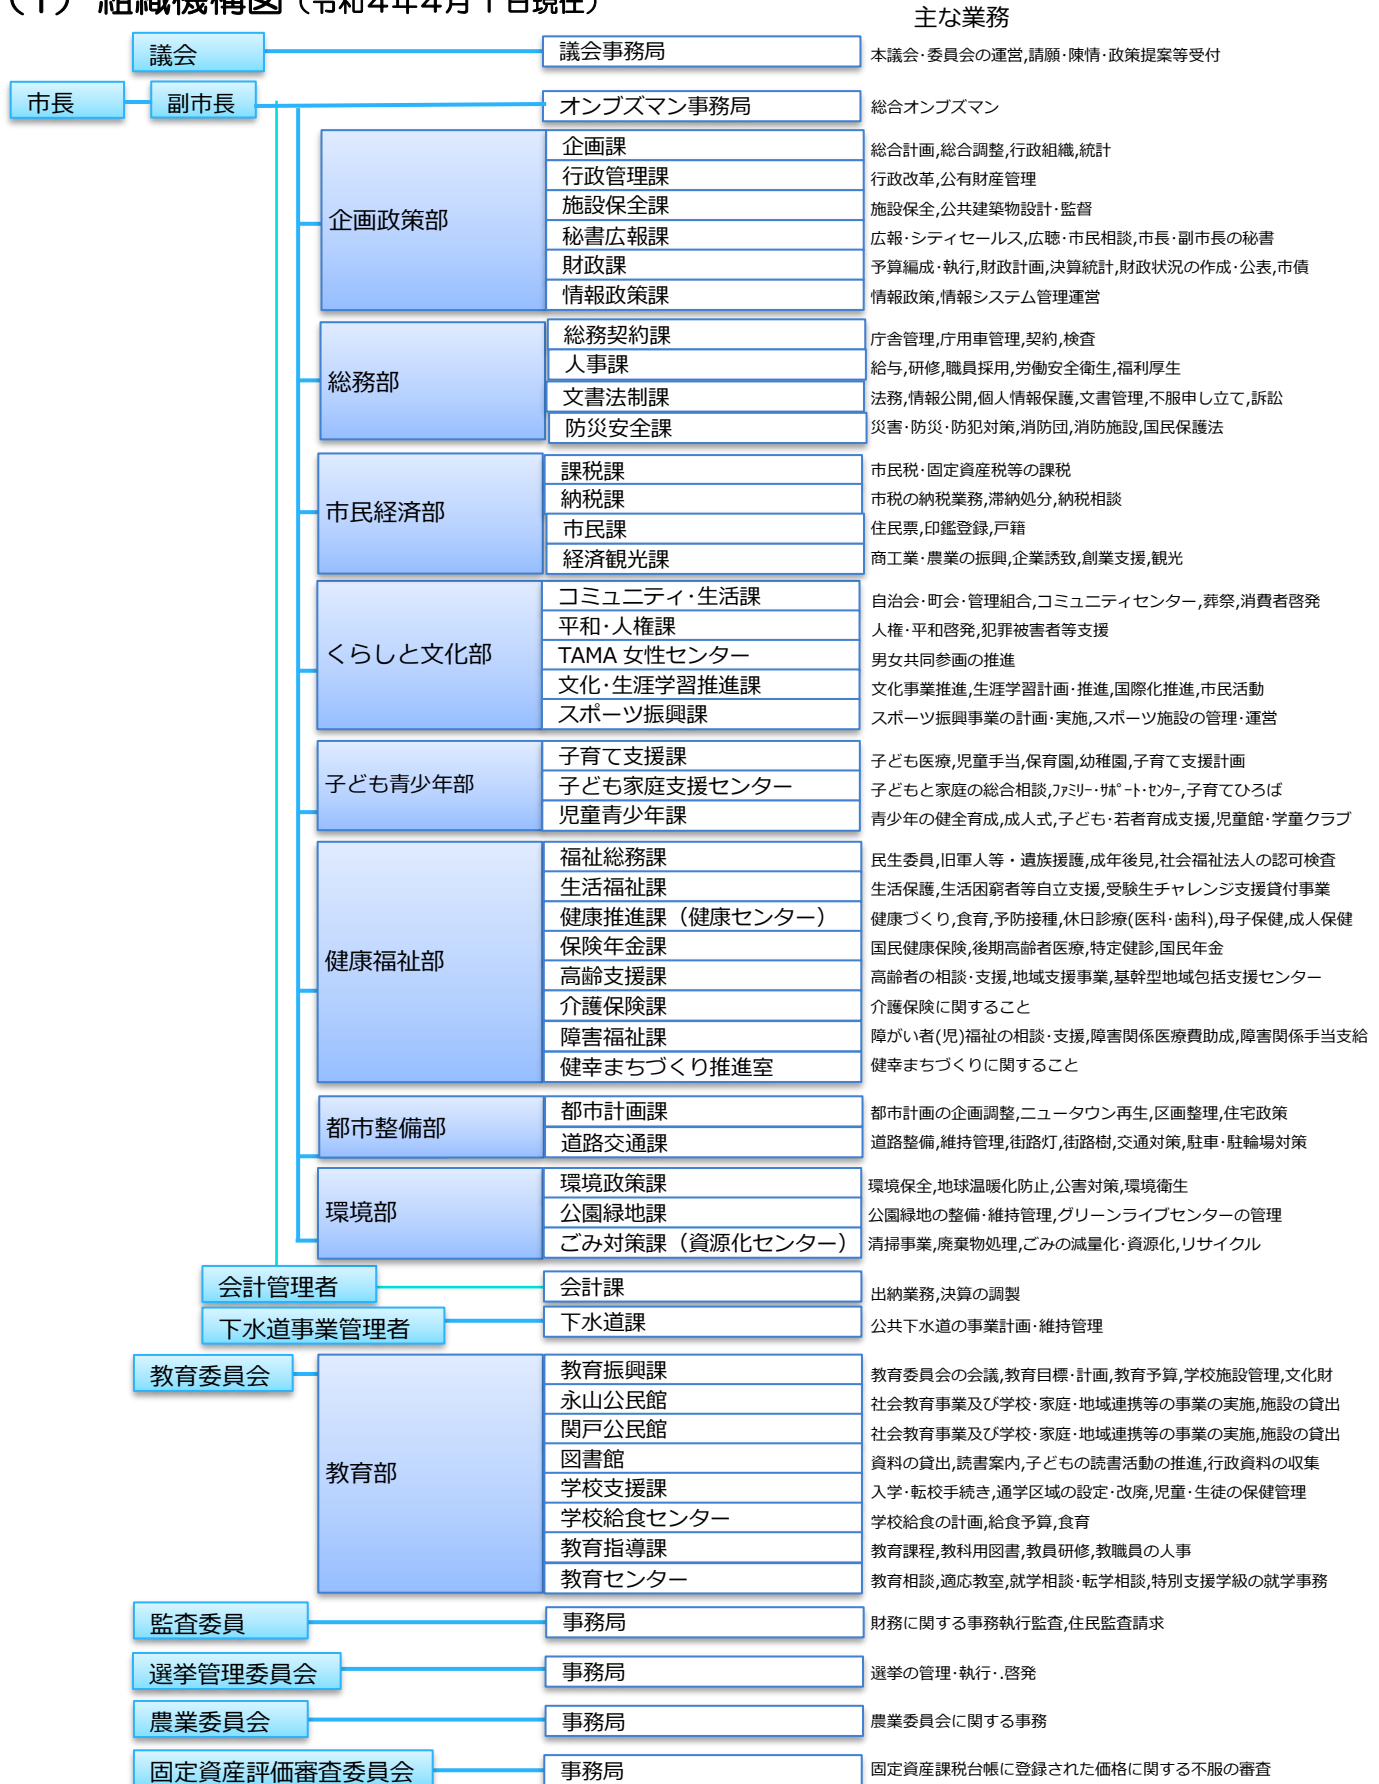 (1) 組織機構図（令和４年４月１日現在）
主な業務
議会 議会事務局 本議会･委員会の運営,請願･陳情･政策提案等受付
市長 副市長 オンブズマン事務局 総合オンブズマン
企画政策部
企画課 総合計画,総合調整,行政組織,統計
行政管理課 行政改革,公有財産管理
施設保全課 施設保全,公共建築物設計･監督
秘書広報課 広報･シティセールス,広聴･市民相談,市長･副市長の秘書
財政課 予算編成･執行,財政計画,決算統計,財政状況の作成･公表,市債
情報政策課 情報政策,情報システム管理運営
総務部
総務契約課 庁舎管理,庁用車管理,契約,検査
人事課 給与,研修,職員採用,労働安全衛生,福利厚生
文書法制課 法務,情報公開,個人情報保護,文書管理,不服申し立て,訴訟
防災安全課 災害･防災･防犯対策,消防団,消防施設,国民保護法
市民経済部
課税課 市民税･固定資産税等の課税
納税課 市税の納税業務,滞納処分,納税相談
市民課 住民票,印鑑登録,戸籍
経済観光課 商工業･農業の振興,企業誘致,創業支援,観光
くらしと文化部
コミュニティ･生活課 自治会･町会･管理組合,コミュニティセンター,葬祭,消費者啓発
平和･人権課 人権･平和啓発,犯罪被害者等支援
TAMA 女性センター 男女共同参画の推進
文化･生涯学習推進課 文化事業推進,生涯学習計画･推進,国際化推進,市民活動
スポーツ振興課 スポーツ振興事業の計画･実施,スポーツ施設の管理･運営
子ども青少年部
子育て支援課 子ども医療,児童手当,保育園,幼稚園,子育て支援計画
子ども家庭支援センター 子どもと家庭の総合相談,ﾌｧﾐﾘｰ･ｻﾎﾟｰﾄ･ｾﾝﾀｰ,子育てひろば
児童青少年課 青少年の健全育成,成人式,子ども･若者育成支援,児童館･学童クラブ
健康福祉部
福祉総務課 民生委員,旧軍人等・遺族援護,成年後見,社会福祉法人の認可検査
生活福祉課 生活保護,生活困窮者等自立支援,受験生チャレンジ支援貸付事業
健康推進課（健康センター） 健康づくり,食育,予防接種,休日診療(医科･歯科),母子保健,成人保健
保険年金課 国民健康保険,後期高齢者医療,特定健診,国民年金
高齢支援課 高齢者の相談･支援,地域支援事業,基幹型地域包括支援センター
介護保険課 介護保険に関すること
障害福祉課 障がい者(児)福祉の相談･支援,障害関係医療費助成,障害関係手当支給
健幸まちづくり推進室 健幸まちづくりに関すること
都市整備部
都市計画課 都市計画の企画調整,ニュータウン再生,区画整理,住宅政策
道路交通課 道路整備,維持管理,街路灯,街路樹,交通対策,駐車･駐輪場対策
環境部
環境政策課 環境保全,地球温暖化防止,公害対策,環境衛生
公園緑地課 公園緑地の整備･維持管理,グリーンライブセンターの管理
ごみ対策課（資源化センター） 清掃事業,廃棄物処理,ごみの減量化･資源化,リサイクル
会計管理者 会計課 出納業務,決算の調製
下水道事業管理者 下水道課 公共下水道の事業計画･維持管理
教育委員会
教育部
教育振興課 教育委員会の会議,教育目標･計画,教育予算,学校施設管理,文化財
永山公民館 社会教育事業及び学校･家庭･地域連携等の事業の実施,施設の貸出
関戸公民館 社会教育事業及び学校･家庭･地域連携等の事業の実施,施設の貸出
図書館 資料の貸出,読書案内,子どもの読書活動の推進,行政資料の収集
学校支援課 入学･転校手続き,通学区域の設定･改廃,児童･生徒の保健管理
学校給食センター 学校給食の計画,給食予算,食育
教育指導課 教育課程,教科用図書,教員研修,教職員の人事
教育センター 教育相談,適応教室,就学相談･転学相談,特別支援学級の就学事務
監査委員 事務局 財務に関する事務執行監査,住民監査請求
選挙管理委員会 事務局 選挙の管理･執行･.啓発
農業委員会 事務局 農業委員会に関する事務
固定資産評価審査委員会 事務局 固定資産課税台帳に登録された価格に関する不服の審査